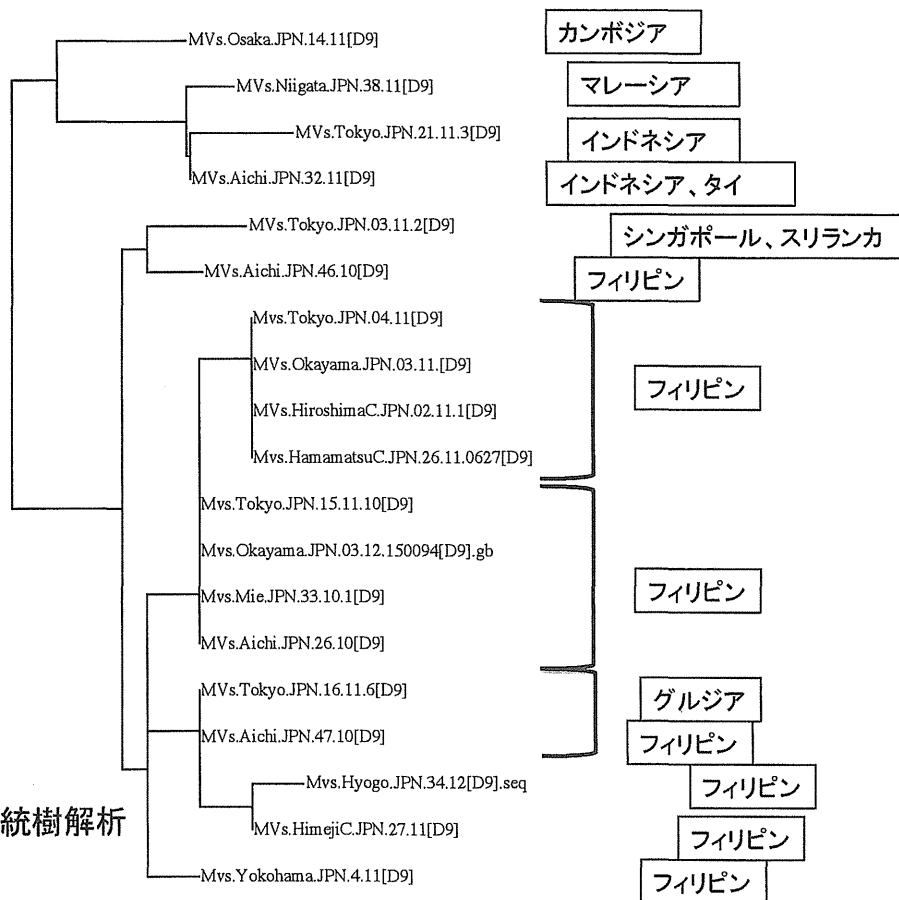 MVs.Osaka.JPN.14.11[D9]
カンボジア
MVs.Niigata.JPN.38.11[D9]
マレーシア
MVs.Tokyo.JPN.21.11.3[D9]
インドネシア
MVs.Aichi.JPN.32.11[D9]
インドネシア、タイ
MVs.Tokyo.JPN.03.11.2[D9]
シンガポール、スリランカ
MVs.Aichi.JPN.46.10[D9]
フィリピン
Mvs.Tokyo.JPN.04.11[D9]
MVs.Okayama.JPN.03.11.[D9]
フィリピン
MVs.HiroshimaC.JPN.02.11.1[D9]
Mvs.HamamatsuC.JPN.26.11.0627[D9]
Mvs.Tokyo.JPN.15.11.10[D9]
Mvs.Okayama.JPN.03.12.150094[D9].gb
Mvs.Mie.JPN.33.10.1[D9]
フィリピン
MVs.Aichi.JPN.26.10[D9]
MVs.Tokyo.JPN.16.11.6[D9]
グルジア
MVs.Aichi.JPN.47.10[D9]
フィリピン
Mvs.Hyogo.JPN.34.12[D9].seq
フィリピン
統樹解析
MVs.HimejiC.JPN.27.11[D9]
フィリピン
Mvs.Yokohama.JPN.4.11[D9]
フィリピン